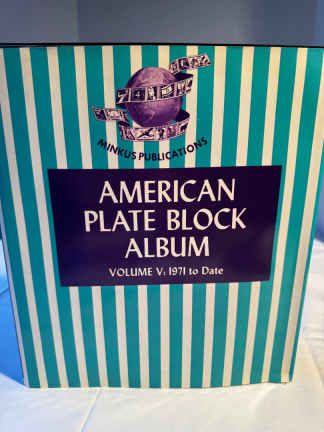 MINKUS PUBLICATIONS
AMERICAN
PLATE BLOCK
ALBUM
VOLUME V: 1971 to Date